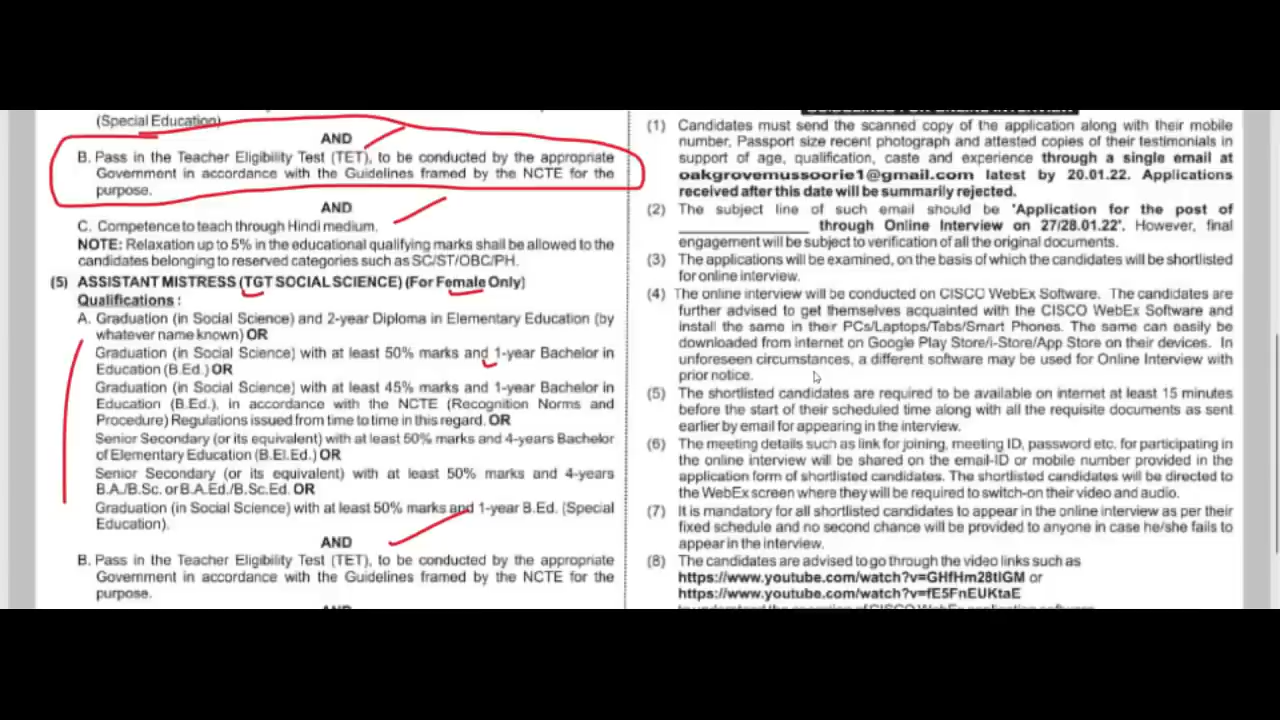 (Special Education)
AND
B. Pass in the Teacher Eligibility Test (TET), to be conducted by the appropriate
Government in accordance with the Guidelines framed by the NCTE for the
purpose.
AND
C. Competence to teach through Hindi medium.
NOTE: Relaxation up to 5% in the educational qualifying marks shall be allowed to the
candidates belonging to reserved categories such as SC/ST/OBC/PH.
(5) ASSISTANT MISTRESS (TGT SOCIAL SCIENCE) (For Female Only)
Qualifications :
A. Graduation (in Social Science) and 2-year Diploma in Elementary Education (by
whatever name known) OR
Graduation (in Social Science) with at least 50% marks and 1-year Bachelor in
Education (B.Ed.) OR
Graduation (in Social Science) with at least 45% marks and 1-year Bachelor in
Education (B.Ed.), in accordance with the NCTE (Recognition Norms and
Procedure) Regulations issued from time to time in this regard. OR
Senior Secondary (or its equivalent) with at least 50% marks and 4-years Bachelor
of Elementary Education (B.El.Ed.) OR
Senior Secondary (or its equivalent) with at least 50% marks and 4-years
B.A./B.Sc. or B.A.Ed./B.Sc.Ed. OR
Graduation (in Social Science) with at least 50% marks and 1-year B.Ed. (Special
Education).
AND
B. Pass in the Teacher Eligibility Test (TET), to be conducted by the appropriate
Government in accordance with the Guidelines framed by the NCTE for the
purpose.
(1) Candidates must send the scanned copy of the application along with their mobile
number, Passport size recent photograph and attested copies of their testimonials in
support of age, qualification, caste and experience through a single email at
oakgrovemussoorie1@gmail.com latest by 20.01.22. Applications
received after this date will be summarily rejected.
(2) The subject line of such email should be 'Application for the post of
________________ through Online Interview on 27/28.01.22'. However, final
engagement will be subject to verification of all the original documents.
(3) The applications will be examined, on the basis of which the candidates will be shortlisted
for online interview.
(4) The online interview will be conducted on CISCO WebEx Software. The candidates are
further advised to get themselves acquainted with the CISCO WebEx Software and
install the same in their PCs/Laptops/Tabs/Smart Phones. The same can easily be
downloaded from internet on Google Play Store/i-Store/App Store on their devices. In
unforeseen circumstances, a different software may be used for Online Interview with
prior notice.
(5) The shortlisted candidates are required to be available on internet at least 15 minutes
before the start of their scheduled time along with all the requisite documents as sent
earlier by email for appearing in the interview.
(6) The meeting details such as link for joining, meeting ID, password etc. for participating in
the online interview will be shared on the email-ID or mobile number provided in the
application form of shortlisted candidates. The shortlisted candidates will be directed to
the WebEx screen where they will be required to switch-on their video and audio.
(7) It is mandatory for all shortlisted candidates to appear in the online interview as per their
fixed schedule and no second chance will be provided to anyone in case he/she fails to
appear in the interview.
(8) The candidates are advised to go through the video links such as
https://www.youtube.com/watch?v=GHfHm28tIGM or
https://www.youtube.com/watch?v=fE5FnEUKtaE